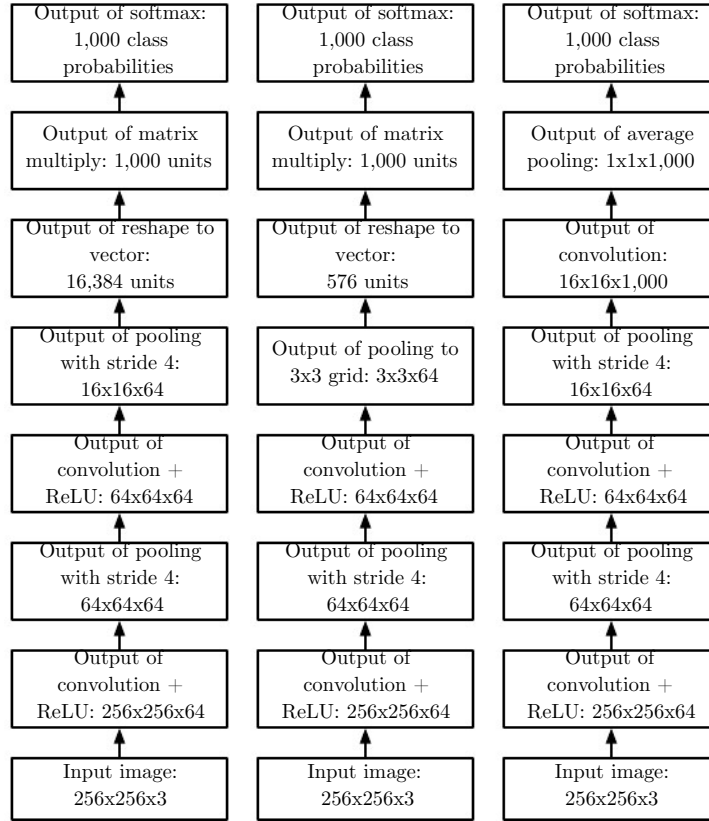 Output of softmax:
1,000 class
probabilities
Output of matrix
multiply: 1,000 units
Output of reshape to
vector:
16,384 units
Output of pooling
with stride 4:
16x16x64
Output of
convolution +
ReLU: 64x64x64
Output of pooling
with stride 4:
64x64x64
Output of
convolution +
ReLU: 256x256x64
Input image:
256x256x3
Output of softmax:
1,000 class
probabilities
Output of matrix
multiply: 1,000 units
Output of reshape to
vector:
576 units
Output of pooling to
3x3 grid: 3x3x64
Output of
convolution +
ReLU: 64x64x64
Output of pooling
with stride 4:
64x64x64
Output of
convolution +
ReLU: 256x256x64
Input image:
256x256x3
Output of softmax:
1,000 class
probabilities
Output of average
pooling: 1x1x1,000
Output of
convolution:
16x16x1,000
Output of pooling
with stride 4:
16x16x64
Output of
convolution +
ReLU: 64x64x64
Output of pooling
with stride 4:
64x64x64
Output of
convolution +
ReLU: 256x256x64
Input image:
256x256x3